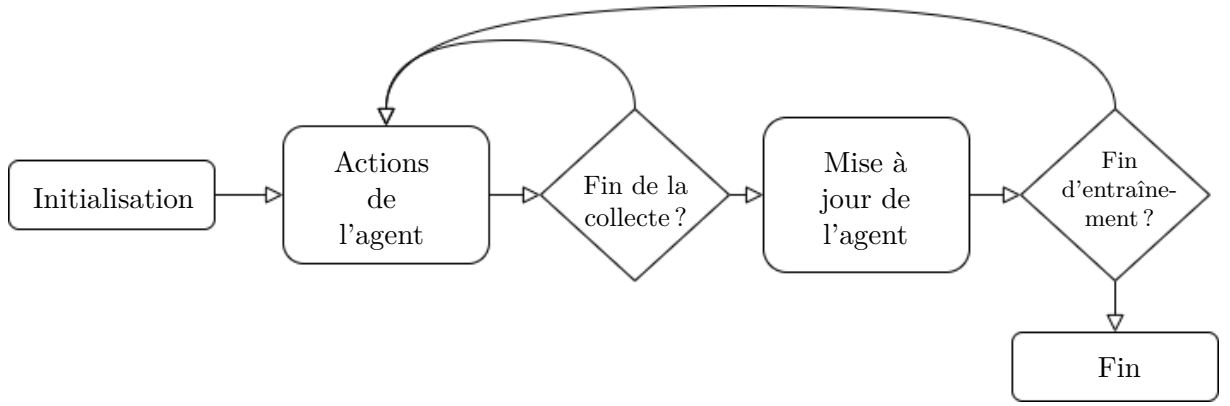 Initialisation
Actions
de
l'agent
Fin de la
collecte ?
Mise à
jour de
l'agent
Fin
d'entraîne-
ment ?
Fin